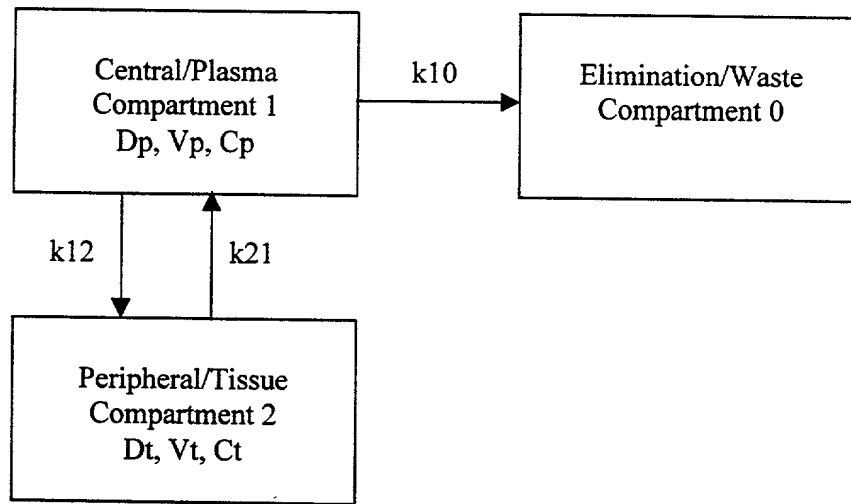 Central/Plasma
Compartment 1
Dp, Vp, Cp
k10
Elimination/Waste
Compartment 0
k12
k21
Peripheral/Tissue
Compartment 2
Dt, Vt, Ct